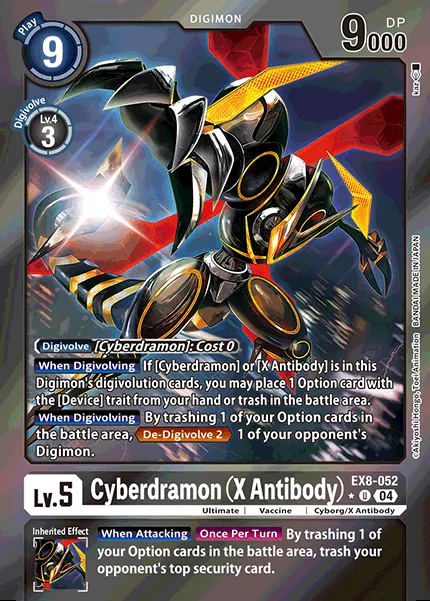 DIGIMON
Play
9
DP
9000
Digivolve
Lv.4
3
kaz
©Akiyoshi Hongo, Toei Animation BANDAI MADE IN JAPAN
Digivolve [Cyberdramon]: Cost 0
When Digivolving If [Cyberdramon] or [X Antibody] is in this
Digimon's digivolution cards, you may place 1 Option card with
the [Device] trait from your hand or trash in the battle area.
When Digivolving By trashing 1 of your Option cards in
the battle area, De-Digivolve 2 1 of your opponent's
Digimon.
Lv.5 Cyberdramon (X Antibody)
EX8-052
U 04
Ultimate | Vaccine | Cyborg/X Antibody
Inherited Effect
When Attacking Once Per Turn By trashing 1 of
your Option cards in the battle area, trash your
opponent's top security card.